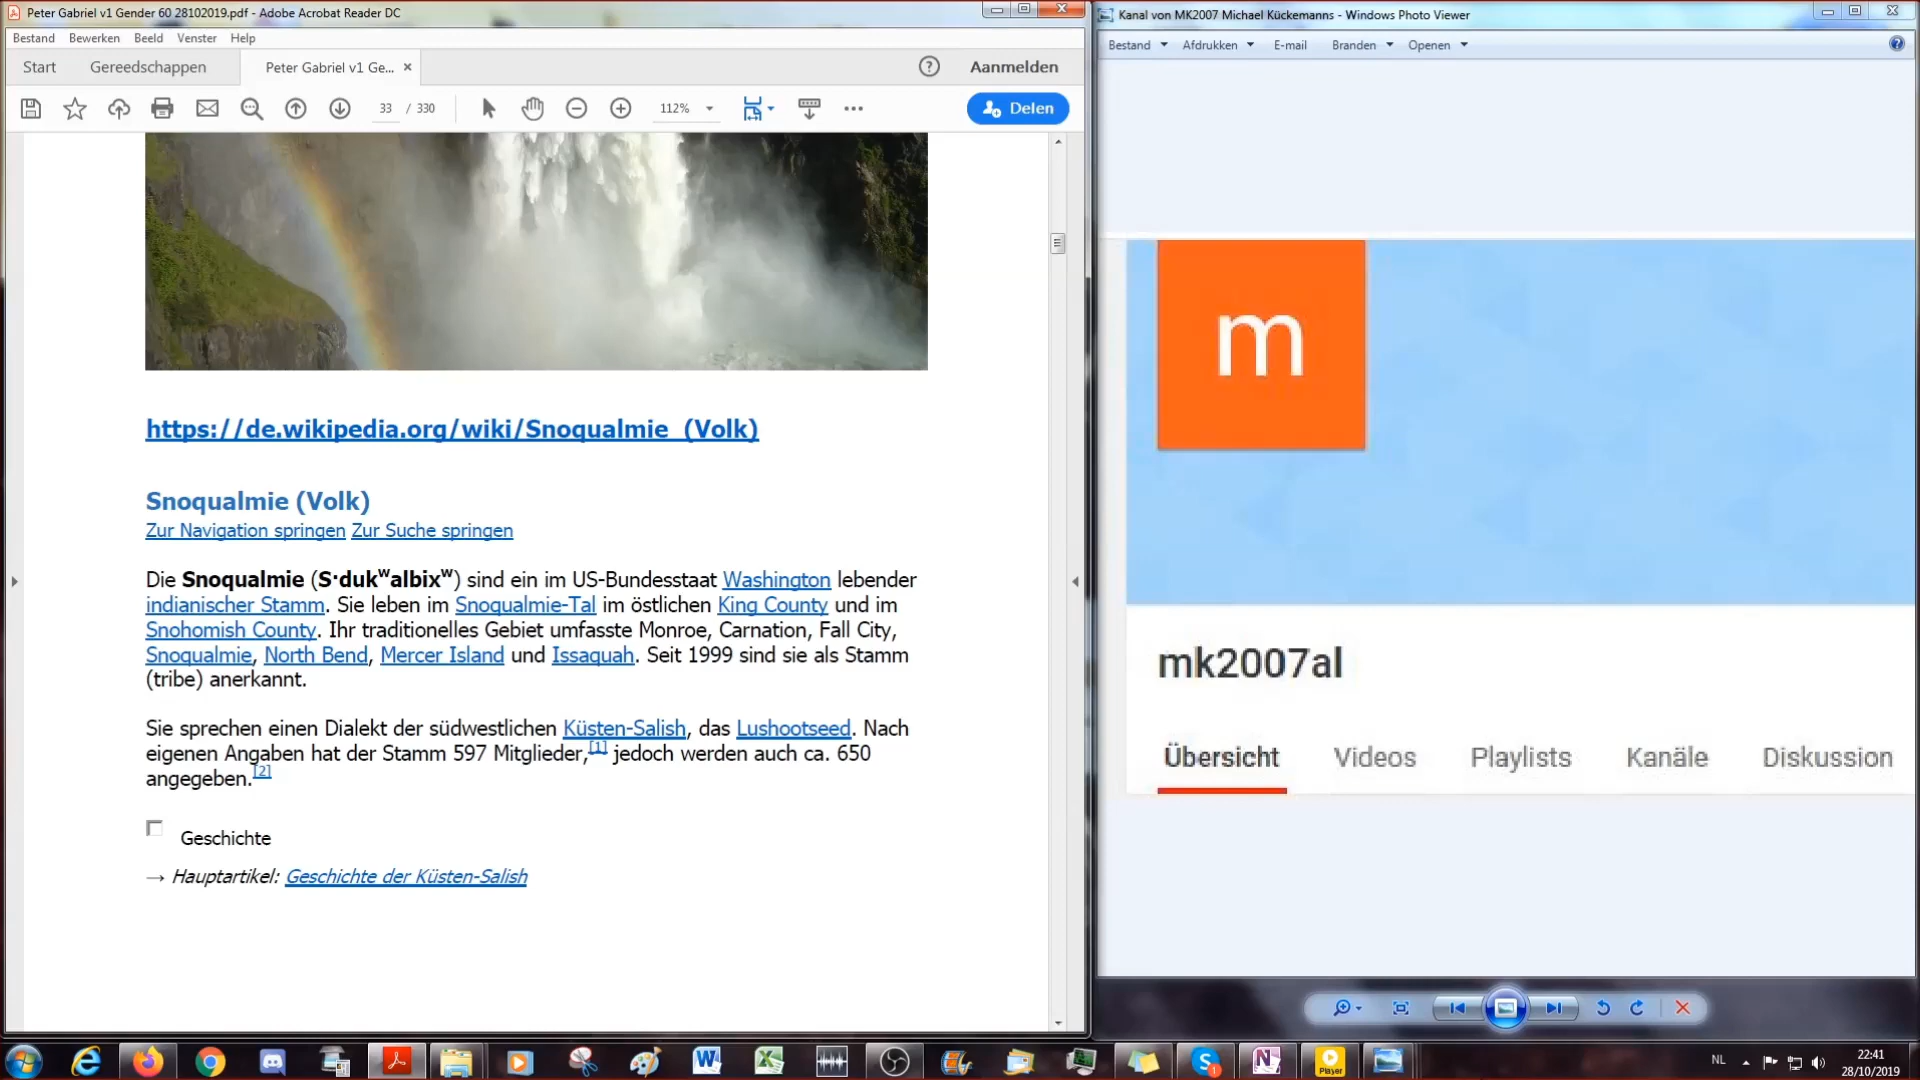 Peter Gabriel v1 Gender 60 28102019.pdf - Adobe Acrobat Reader DC
Bestand Bewerken Beeld Venster Help
Start Gereedschappen Peter Gabriel v1 Ge... × Aanmelden
33 / 330 112% Delen
https://de.wikipedia.org/wiki/Snoqualmie_(Volk)
Snoqualmie (Volk)
Zur Navigation springen Zur Suche springen
Die Snoqualmie (S·dukʷalbixʷ) sind ein im US-Bundesstaat Washington lebender
indianischer Stamm. Sie leben im Snoqualmie-Tal im östlichen King County und im
Snohomish County. Ihr traditionelles Gebiet umfasste Monroe, Carnation, Fall City,
Snoqualmie, North Bend, Mercer Island und Issaquah. Seit 1999 sind sie als Stamm
(tribe) anerkannt.
Sie sprechen einen Dialekt der südwestlichen Küsten-Salish, das Lushootseed. Nach
eigenen Angaben hat der Stamm 597 Mitglieder,[1] jedoch werden auch ca. 650
angegeben.[2]
Geschichte
→ Hauptartikel: Geschichte der Küsten-Salish
Kanal von MK2007 Michael Kückemanns - Windows Photo Viewer
Bestand Afdrukken E-mail Branden Openen
m
mk2007al
Übersicht Videos Playlists Kanäle Diskussion
Player
NL
22:41
28/10/2019